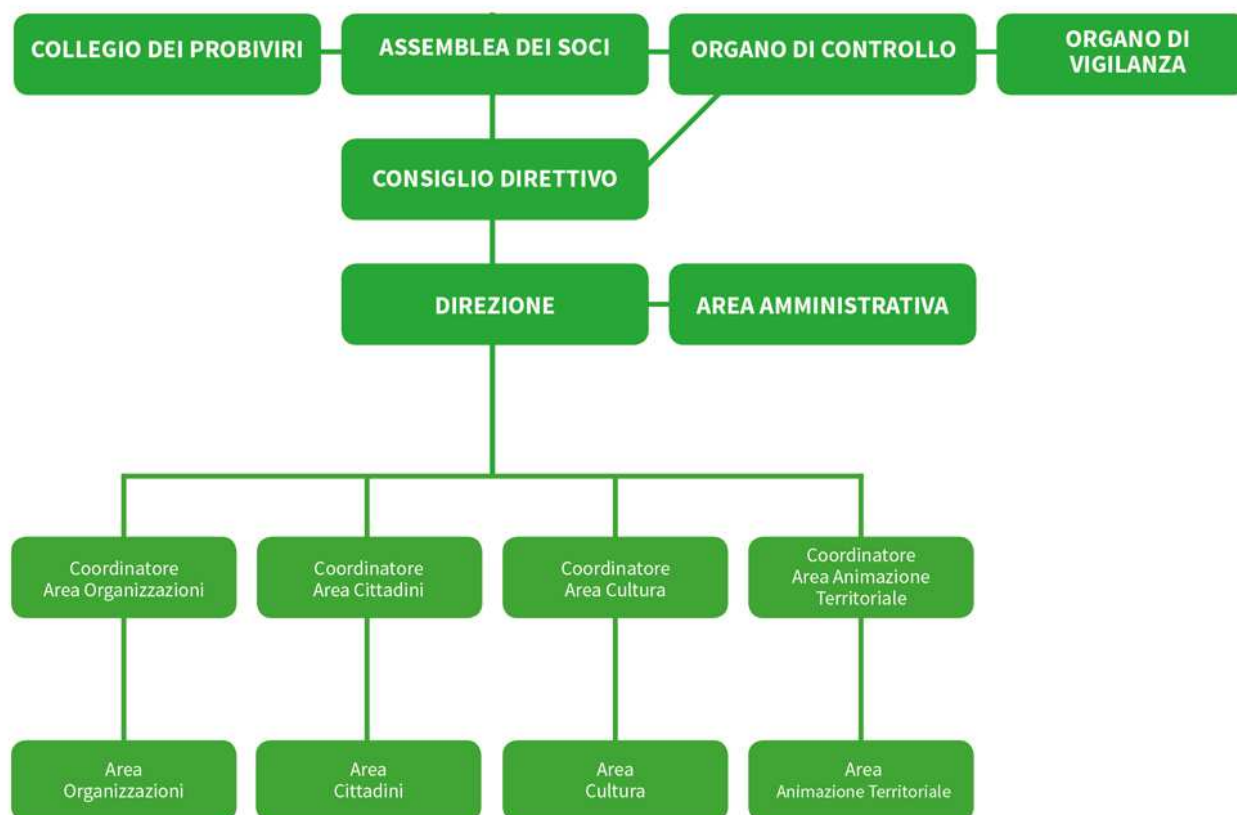 COLLEGIO DEI PROBIVIRI
ASSEMBLEA DEI SOCI
ORGANO DI CONTROLLO
ORGANO DI
VIGILANZA
CONSIGLIO DIRETTIVO
DIREZIONE
AREA AMMINISTRATIVA
Coordinatore
Area Organizzazioni
Coordinatore
Area Cittadini
Coordinatore
Area Cultura
Coordinatore
Area Animazione
Territoriale
Area
Organizzazioni
Area
Cittadini
Area
Cultura
Area
Animazione Territoriale